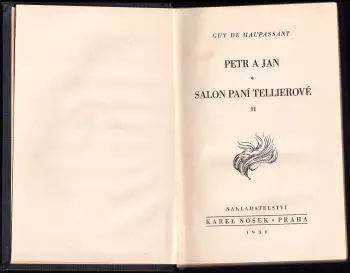 GUY DE MAUPASSANT
PETR A JAN
*
SALON PANÍ TELLIEROVÉ
II
NAKLADATELSTVÍ
KAREL NOSEK • PRAHA